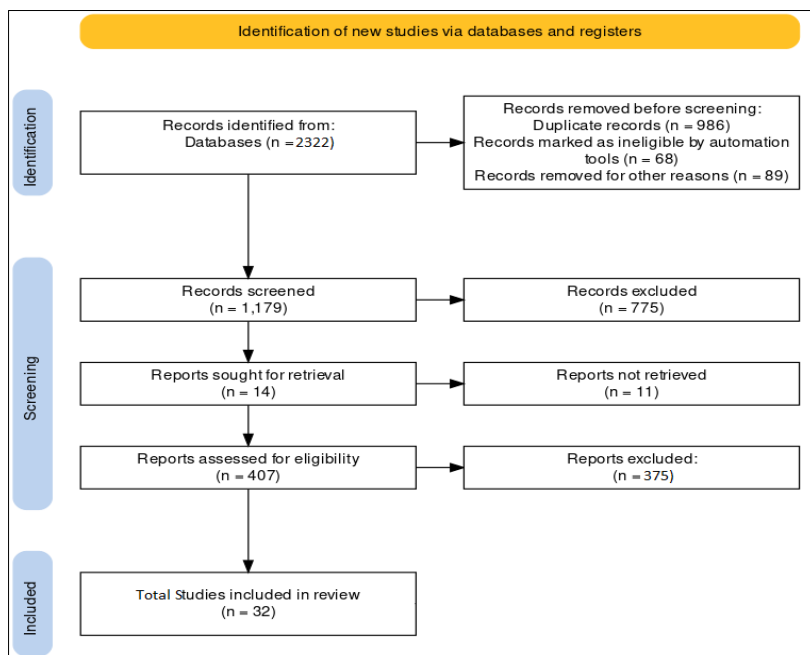 Identification of new studies via databases and registers
Identification
Records identified from:
Databases (n =2322)
Records removed before screening:
Duplicate records (n = 986)
Records marked as ineligible by automation
tools (n = 68)
Records removed for other reasons (n = 89)
Screening
Records screened
(n = 1,179)
Records excluded
(n = 775)
Reports sought for retrieval
(n = 14)
Reports not retrieved
(n = 11)
Reports assessed for eligibility
(n = 407)
Reports excluded:
(n = 375)
Included
Total Studies included in review
(n = 32)